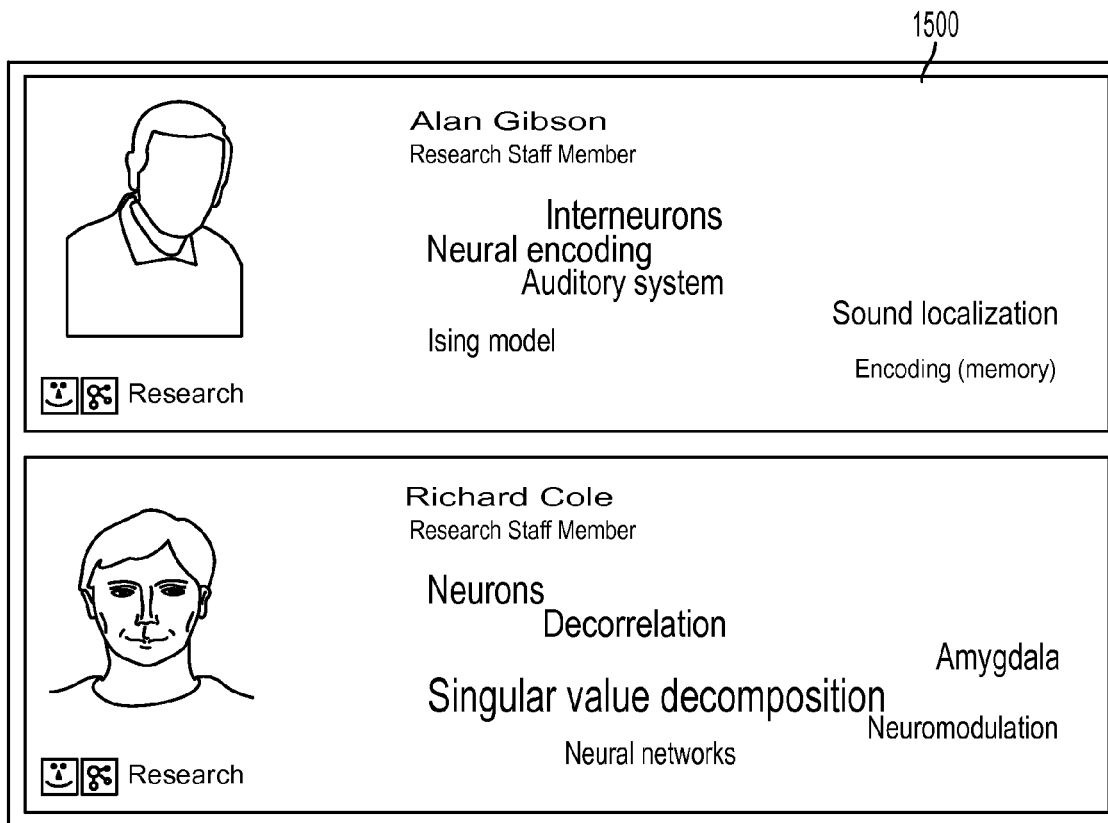 1500
Alan Gibson
Research Staff Member
Interneurons
Neural encoding
Auditory system
Sound localization
Ising model
Encoding (memory)
Research
Richard Cole
Research Staff Member
Neurons
Decorrelation
Amygdala
Singular value decomposition
Neuromodulation
Neural networks
Research